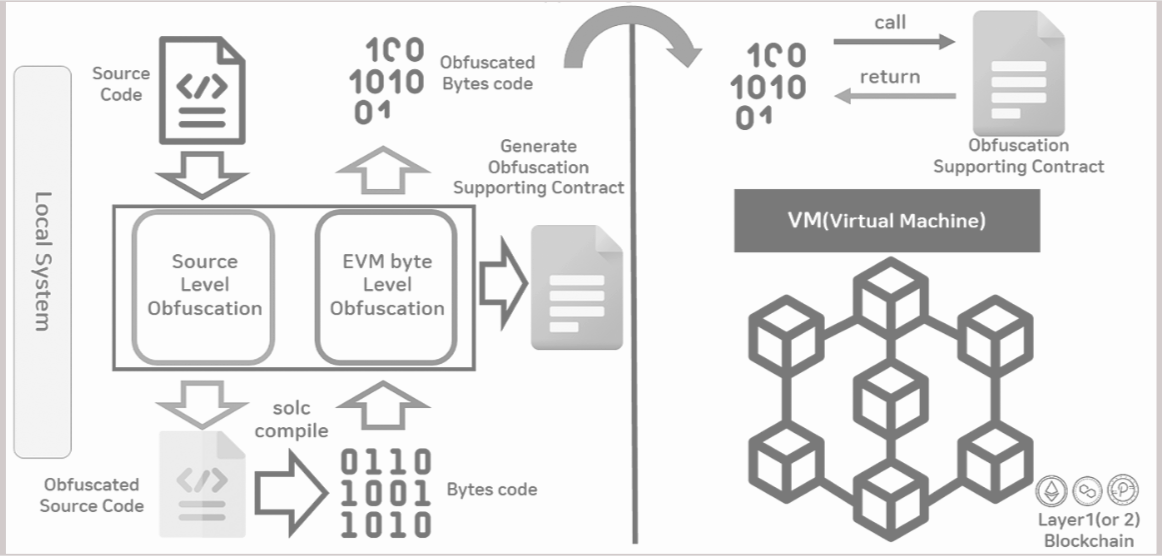 Source
Code
100
1010
01
Obfuscated
Bytes code
Local System
Generate
Obfuscation
Supporting Contract
Source
Level
Obfuscation
EVM byte
Level
Obfuscation
solc
compile
Obfuscated
Source Code
0110
1001
1010
Bytes code
100
1010
01
call
return
Obfuscation
Supporting Contract
VM(Virtual Machine)
Layer1(or 2)
Blockchain